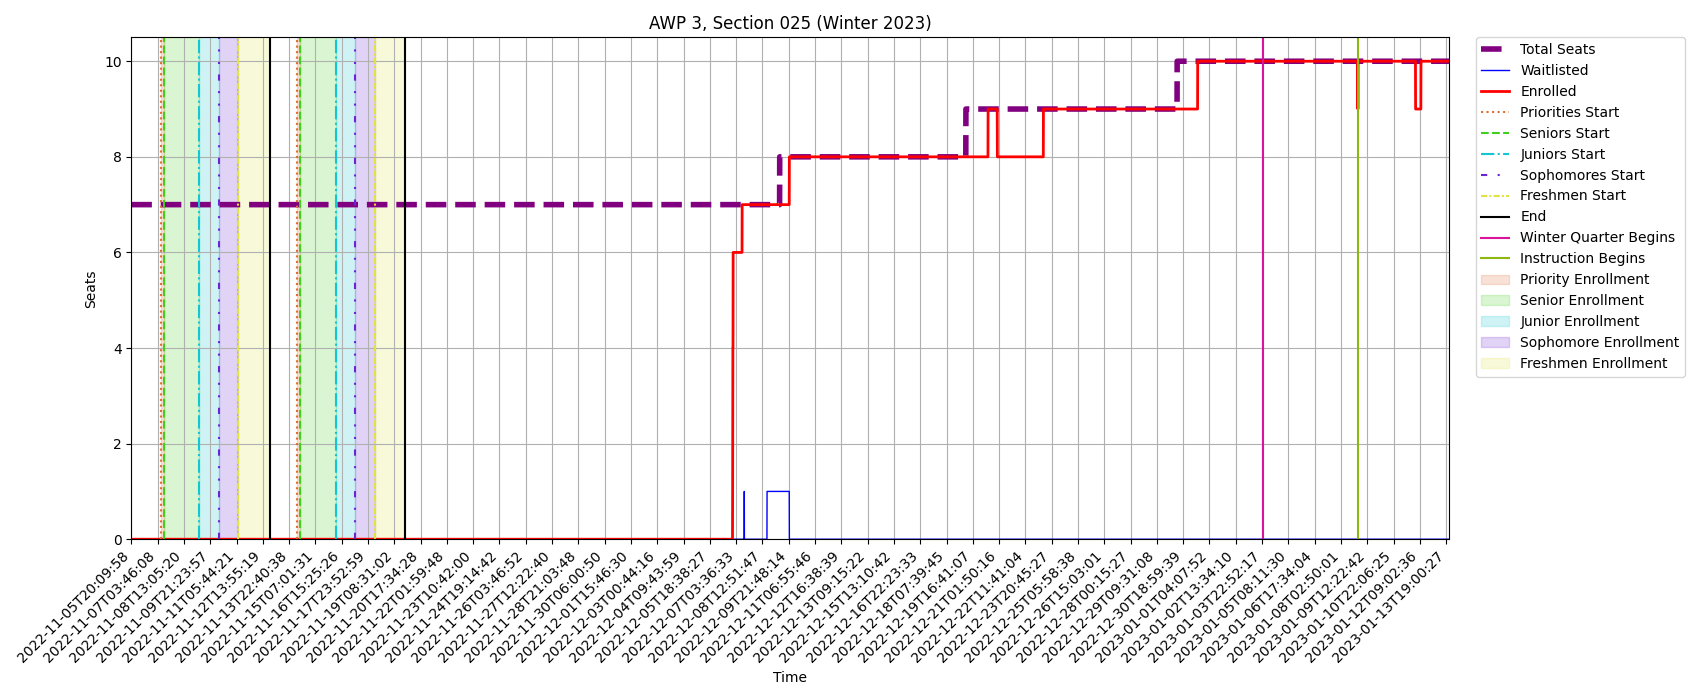 AWP 3, Section 025 (Winter 2023)
Seats
10
8
6
4
2
0
2022-11-05T20:09:58
2022-11-07T03:46:08
2022-11-08T13:05:20
2022-11-09T21:23:57
2022-11-11T05:44:21
2022-11-12T13:55:19
2022-11-13T22:40:38
2022-11-15T07:01:31
2022-11-16T15:25:26
2022-11-17T23:52:59
2022-11-19T08:31:02
2022-11-20T17:34:28
2022-11-22T01:59:48
2022-11-23T10:42:00
2022-11-24T19:14:42
2022-11-26T03:46:52
2022-11-27T12:22:40
2022-11-28T21:03:48
2022-11-30T06:00:50
2022-12-01T15:46:30
2022-12-03T00:44:16
2022-12-04T09:43:59
2022-12-05T18:38:27
2022-12-07T03:36:33
2022-12-08T12:51:47
2022-12-09T21:48:14
2022-12-11T06:55:46
2022-12-12T16:38:39
2022-12-13T09:15:22
2022-12-15T13:10:42
2022-12-16T22:23:33
2022-12-18T07:39:45
2022-12-19T16:41:07
2022-12-21T01:50:16
2022-12-22T11:41:04
2022-12-23T20:45:27
2022-12-25T05:58:38
2022-12-26T15:03:01
2022-12-28T00:15:27
2022-12-29T09:31:08
2022-12-30T18:59:39
2023-01-01T04:07:52
2023-01-02T13:34:10
2023-01-03T22:52:17
2023-01-05T08:11:30
2023-01-06T17:34:04
2023-01-08T02:50:01
2023-01-09T12:22:42
2023-01-10T22:06:25
2023-01-12T09:02:36
2023-01-13T19:00:27
Time
Total Seats
Waitlisted
Enrolled
Priorities Start
Seniors Start
Juniors Start
Sophomores Start
Freshmen Start
End
Winter Quarter Begins
Instruction Begins
Priority Enrollment
Senior Enrollment
Junior Enrollment
Sophomore Enrollment
Freshmen Enrollment